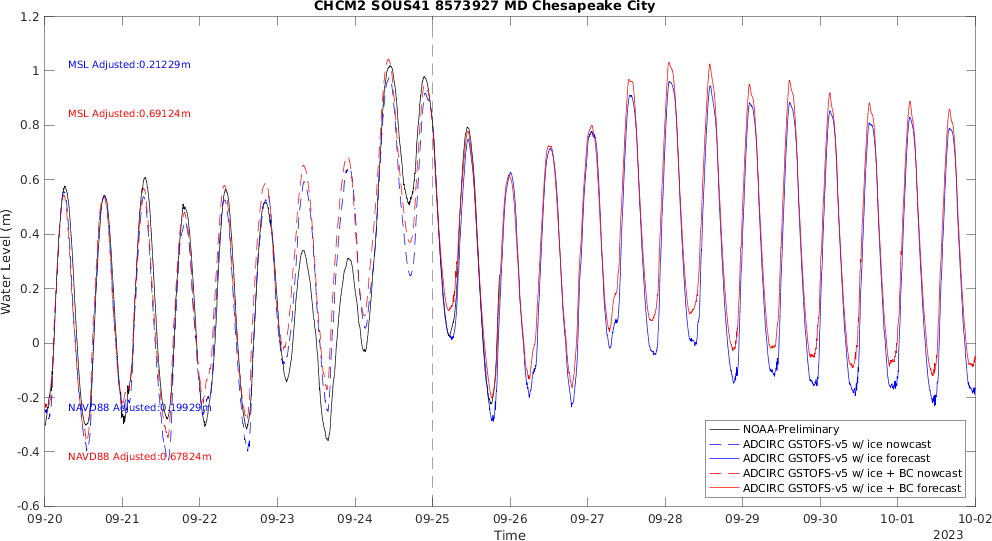 CHCM2 SOUS41 8573927 MD Chesapeake City
1.2
1
0.8
0.6
0.4
0.2
0
-0.2
-0.4
-0.6
Water Level (m)
MSL Adjusted:0.21229m
MSL Adjusted:0.69124m
NAVD88 Adjusted:0.19929m
NAVD88 Adjusted:0.67824m
NOAA-Preliminary
ADCIRC GSTOFS-v5 w/ ice nowcast
ADCIRC GSTOFS-v5 w/ ice forecast
ADCIRC GSTOFS-v5 w/ ice + BC nowcast
ADCIRC GSTOFS-v5 w/ ice + BC forecast
09-20 09-21 09-22 09-23 09-24 09-25 09-26 09-27 09-28 09-29 09-30 10-01 10-02
Time
2023